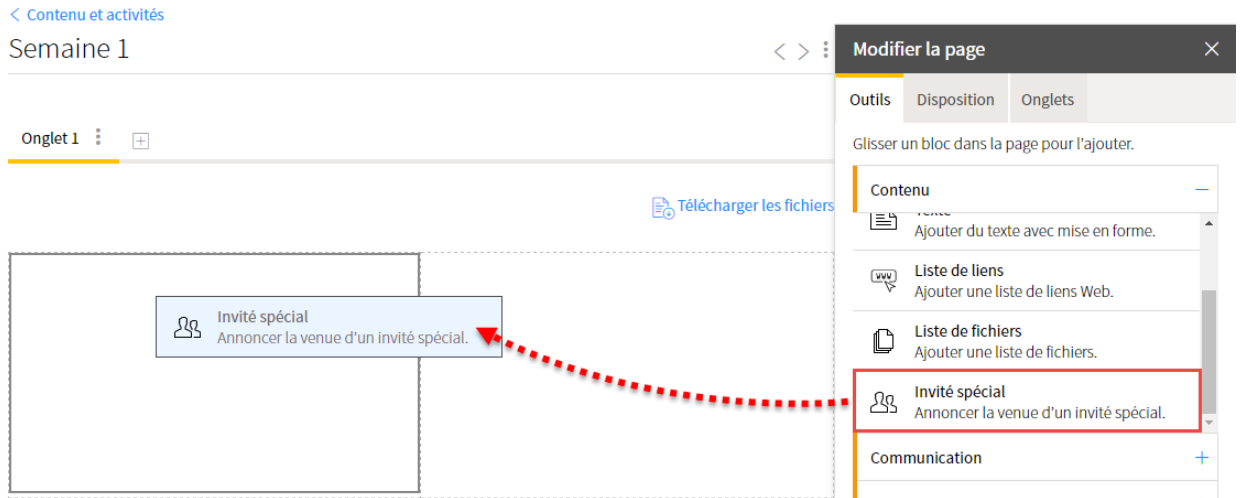 Contenu et activités
Semaine 1
Onglet 1
Télécharger les fichiers
Invité spécial
Annoncer la venue d'un invité spécial.
Modifier la page
Outils Disposition Onglets
Glisser un bloc dans la page pour l'ajouter.
Contenu
Texte
Ajouter du texte avec mise en forme.
Liste de liens
Ajouter une liste de liens Web.
Liste de fichiers
Ajouter une liste de fichiers.
Invité spécial
Annoncer la venue d'un invité spécial.
Communication